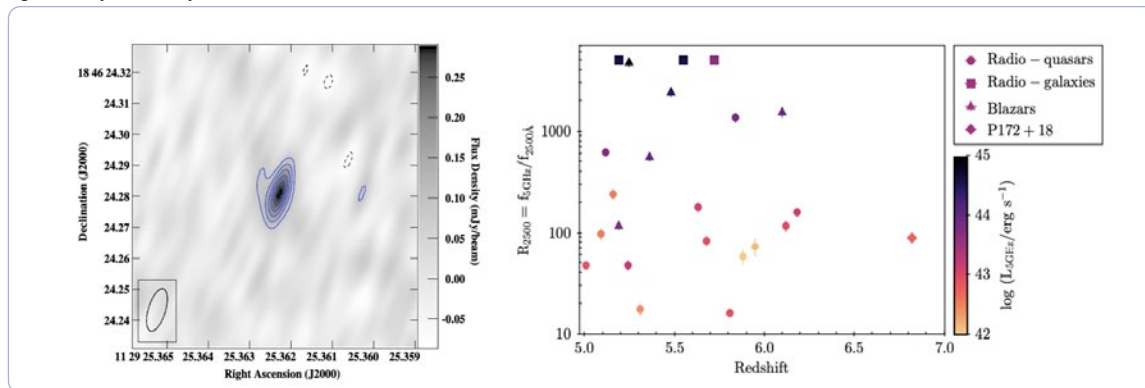 18 46 24.32
24.31
24.30
24.29
24.28
24.27
24.26
24.25
24.24
Declination (J2000)
11 29 25.365 25.364 25.363 25.362 25.361 25.360 25.359
Right Ascension (J2000)
0.25
0.20
0.15
0.10
0.05
0.00
-0.05
Flux Density (mJy/beam)
R2500 = f5GHz/f2500Å
1000
100
10
5.0 5.5 6.0 6.5 7.0
Redshift
Radio – quasars
Radio – galaxies
Blazars
P172 + 18
45
44
43
42
log (L5GHz/erg s−1)